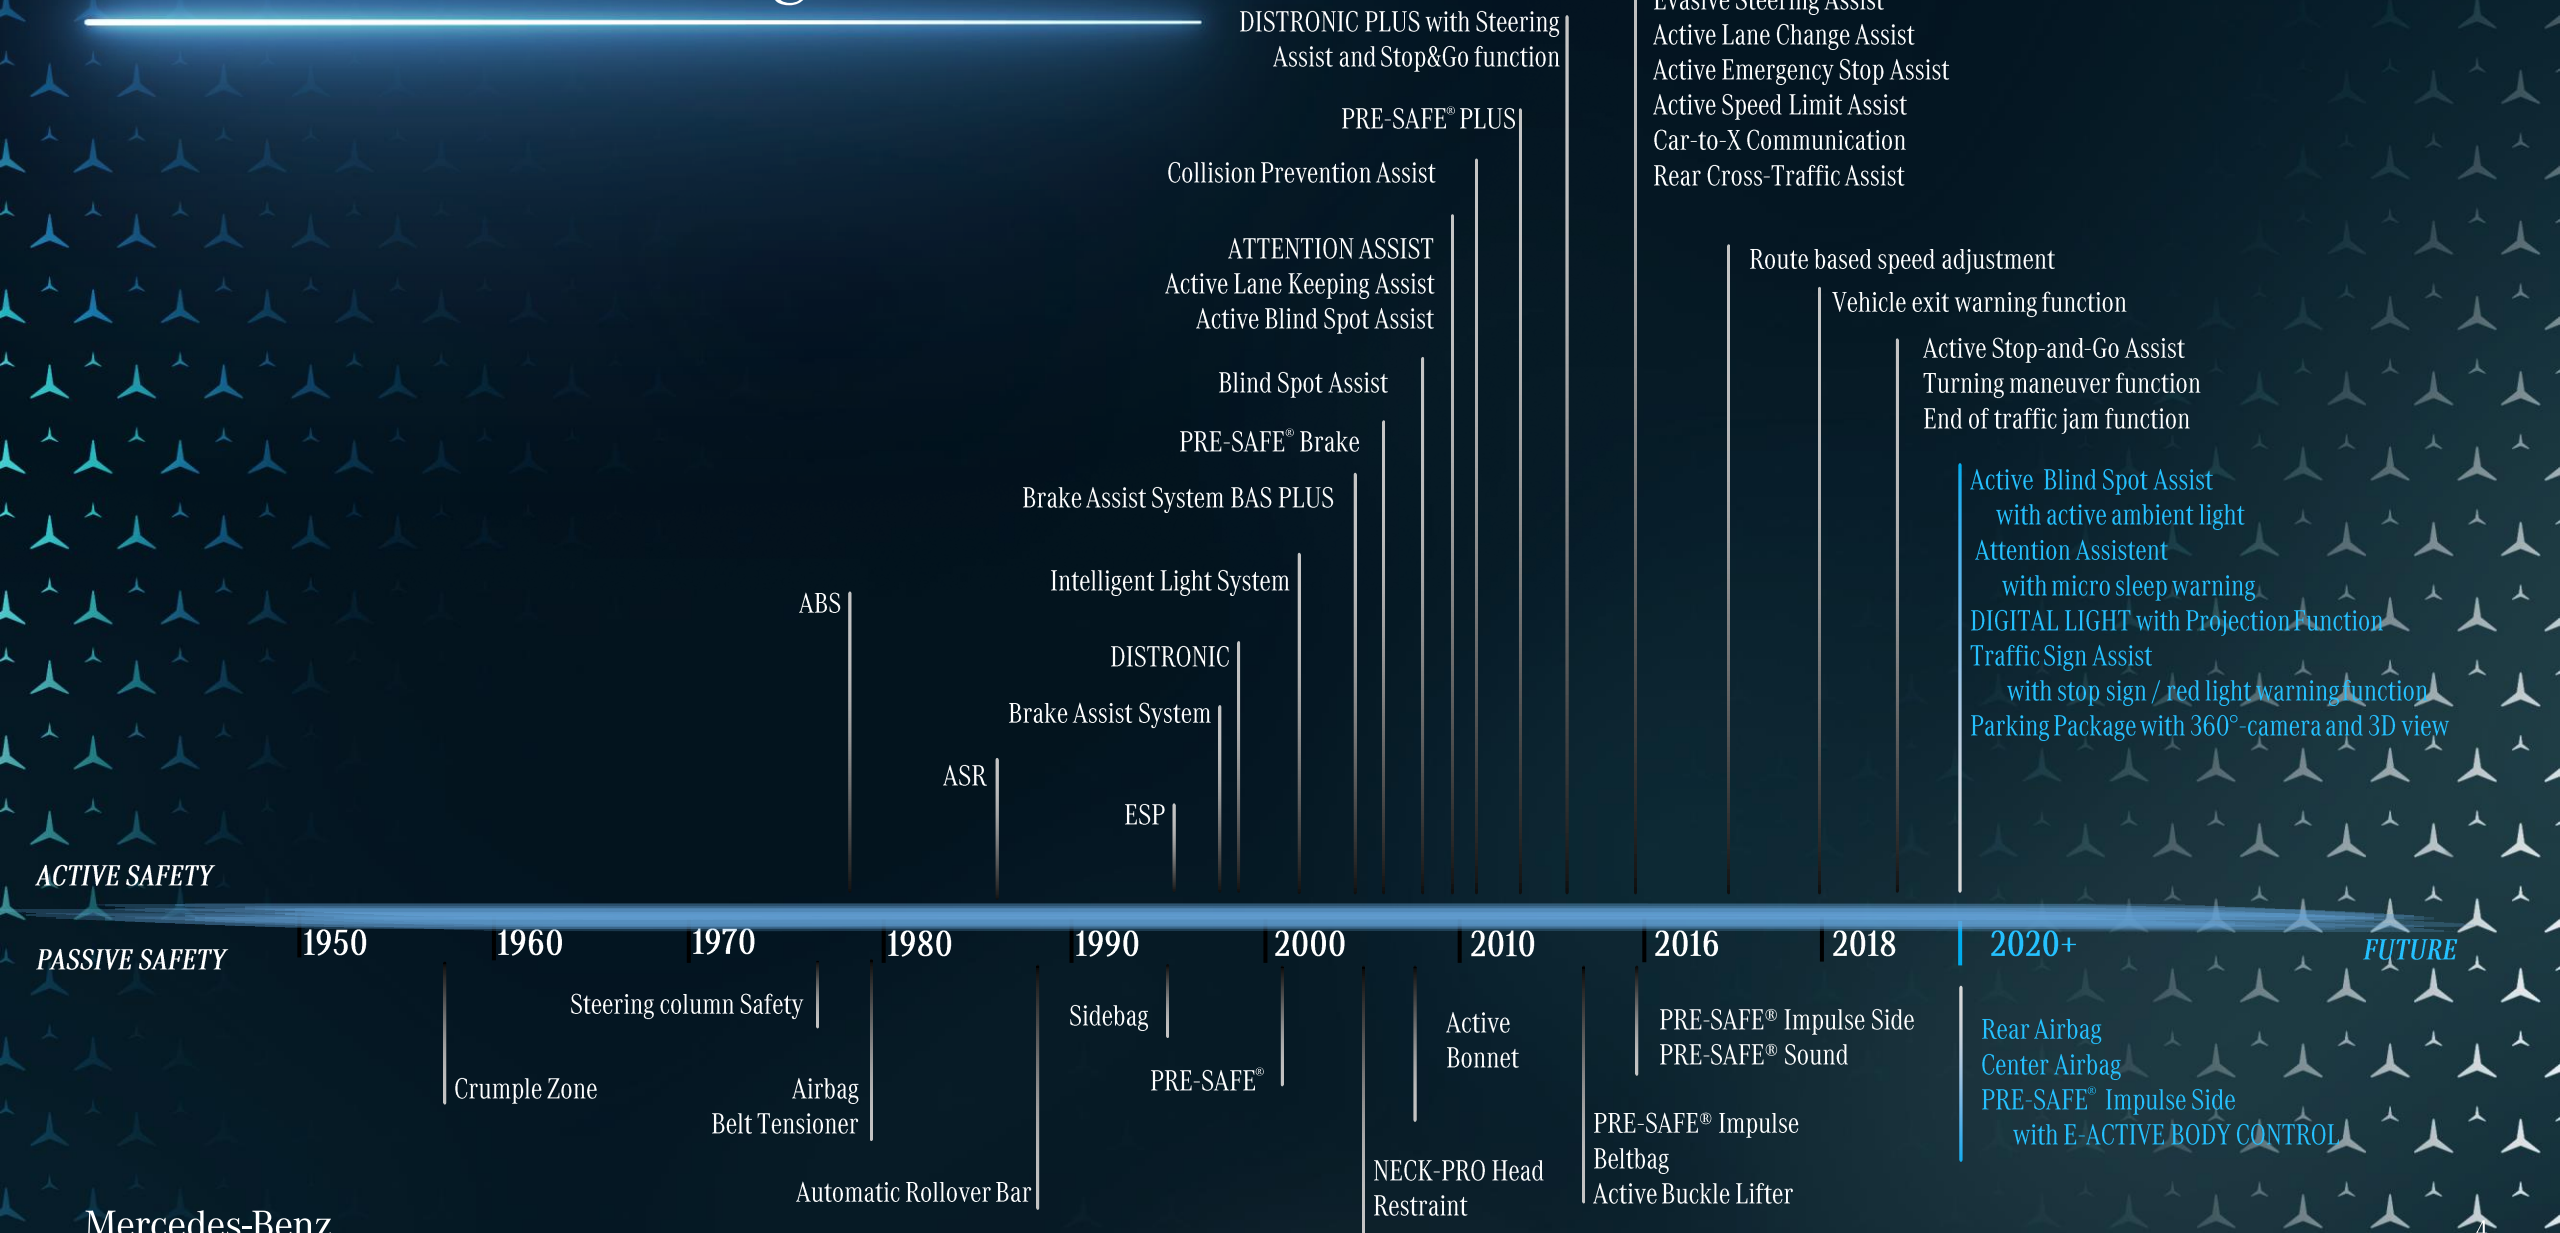 Evasive Steering Assist
DISTRONIC PLUS with Steering
Assist and Stop&Go function
Active Lane Change Assist
Active Emergency Stop Assist
Active Speed Limit Assist
Car-to-X Communication
Rear Cross-Traffic Assist
PRE-SAFE® PLUS
Collision Prevention Assist
ATTENTION ASSIST
Active Lane Keeping Assist
Active Blind Spot Assist
Route based speed adjustment
Vehicle exit warning function
Active Stop-and-Go Assist
Turning maneuver function
End of traffic jam function
Blind Spot Assist
PRE-SAFE® Brake
Brake Assist System BAS PLUS
Active Blind Spot Assist
with active ambient light
Attention Assistent
with micro sleep warning
DIGITAL LIGHT with Projection Function
Traffic Sign Assist
with stop sign / red light warning function
Parking Package with 360°-camera and 3D view
Intelligent Light System
ABS
DISTRONIC
Brake Assist System
ASR
ESP
ACTIVE SAFETY
PASSIVE SAFETY
1950
1960
1970
1980
1990
2000
2010
2016
2018
2020+
FUTURE
Steering column Safety
Crumple Zone
Airbag
Belt Tensioner
Automatic Rollover Bar
Sidebag
PRE-SAFE®
Active
Bonnet
NECK-PRO Head
Restraint
PRE-SAFE® Impulse Side
PRE-SAFE® Sound
PRE-SAFE® Impulse
Beltbag
Active Buckle Lifter
Rear Airbag
Center Airbag
PRE-SAFE® Impulse Side
with E-ACTIVE BODY CONTROL
Mercedes-Benz
4